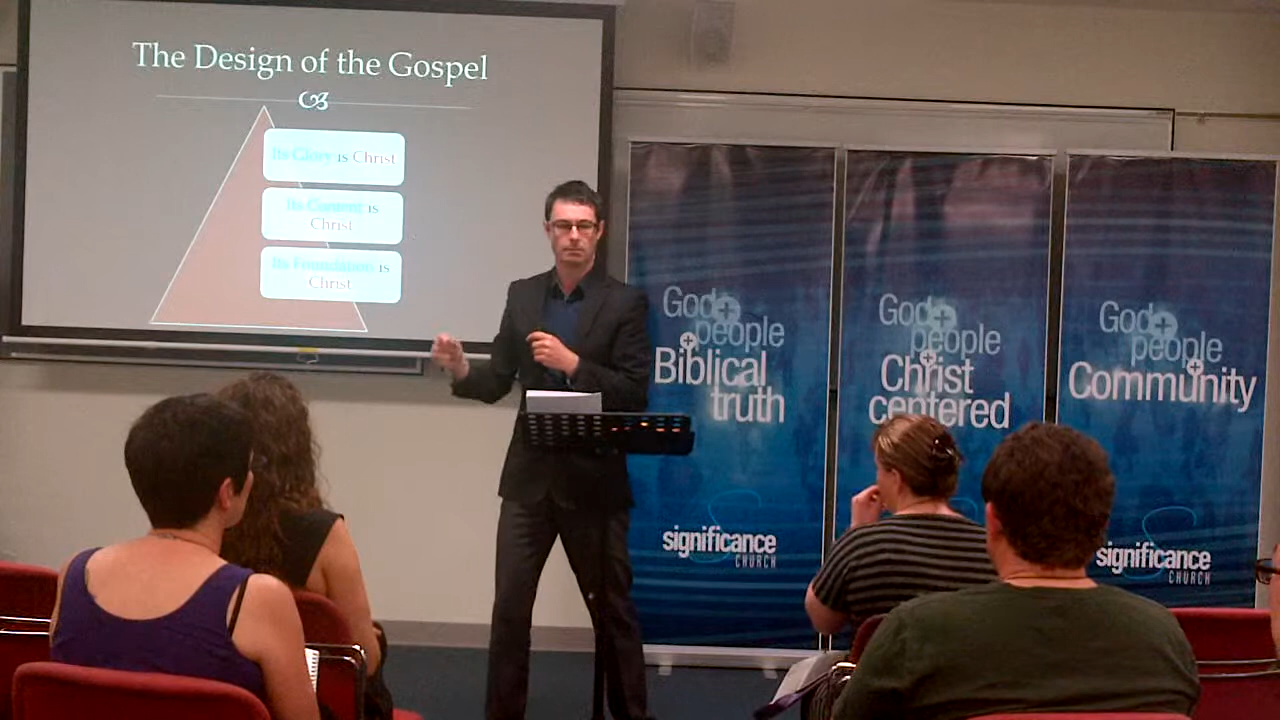 The Design of the Gospel
Its Glory is Christ
Its Content is
Christ
Its Foundation is
Christ
God+
people
+
Biblical
truth
significance
CHURCH
God+
people
+
Christ
centered
God+
people
+
Community
significance
CHURCH